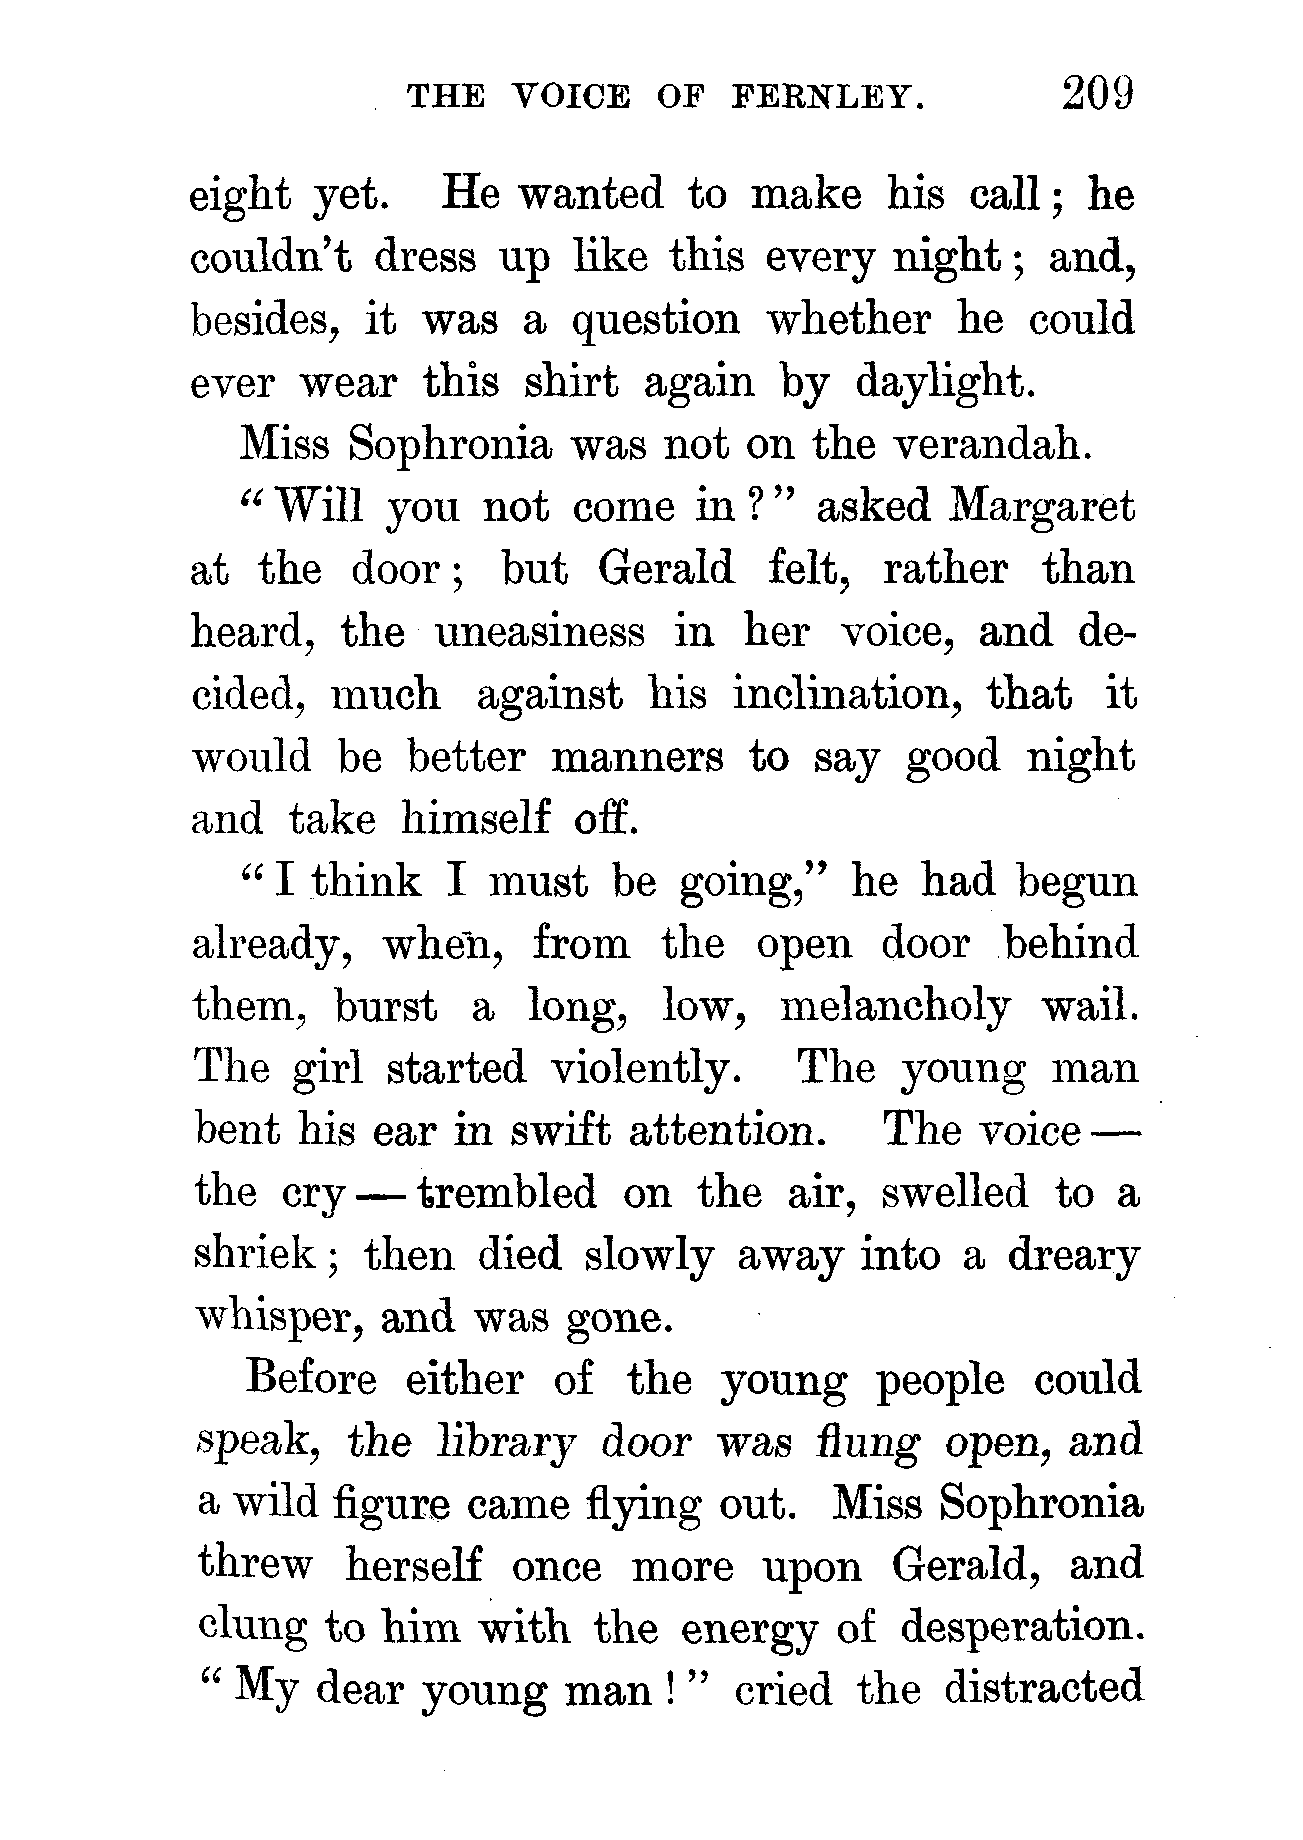 THE VOICE OF FERNLEY. 209
eight yet. He wanted to make his call; he
couldn't dress up like this every night; and,
besides, it was a question whether he could
ever wear this shirt again by daylight.
Miss Sophronia was not on the verandah.
"Will you not come in?" asked Margaret
at the door; but Gerald felt, rather than
heard, the uneasiness in her voice, and de-
cided, much against his inclination, that it
would be better manners to say good night
and take himself off.
"I think I must be going," he had begun
already, when, from the open door behind
them, burst a long, low, melancholy wail.
The girl started violently. The young man
bent his ear in swift attention. The voice —
the cry — trembled on the air, swelled to a
shriek; then died slowly away into a dreary
whisper, and was gone.
Before either of the young people could
speak, the library door was flung open, and
a wild figure came flying out. Miss Sophronia
threw herself once more upon Gerald, and
clung to him with the energy of desperation.
"My dear young man!" cried the distracted